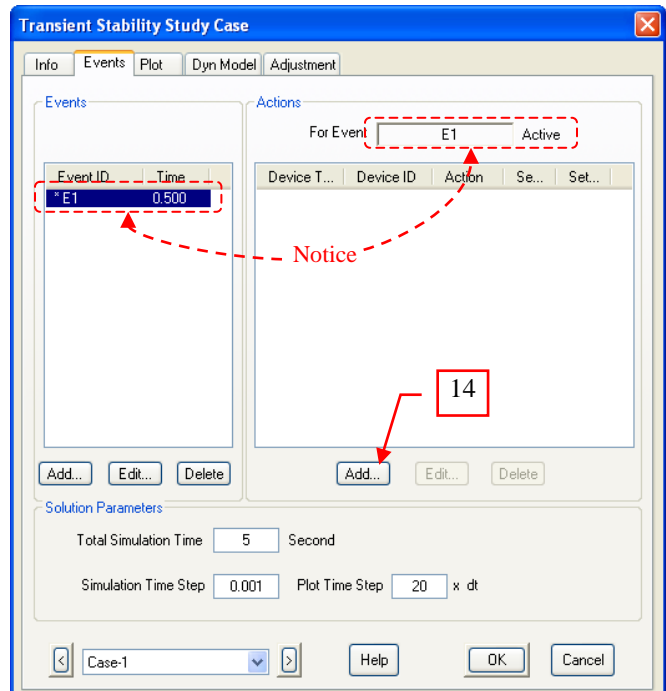 Transient Stability Study Case
Info Events Plot Dyn Model Adjustment
Events
Actions
For Event E1 Active
Event ID Time
* E1 0.500
Device T... Device ID Action Se... Set...
Notice
14
Add... Edit... Delete
Add... Edit... Delete
Solution Parameters
Total Simulation Time 5 Second
Simulation Time Step 0.001 Plot Time Step 20 x dt
< Case-1 > Help OK Cancel